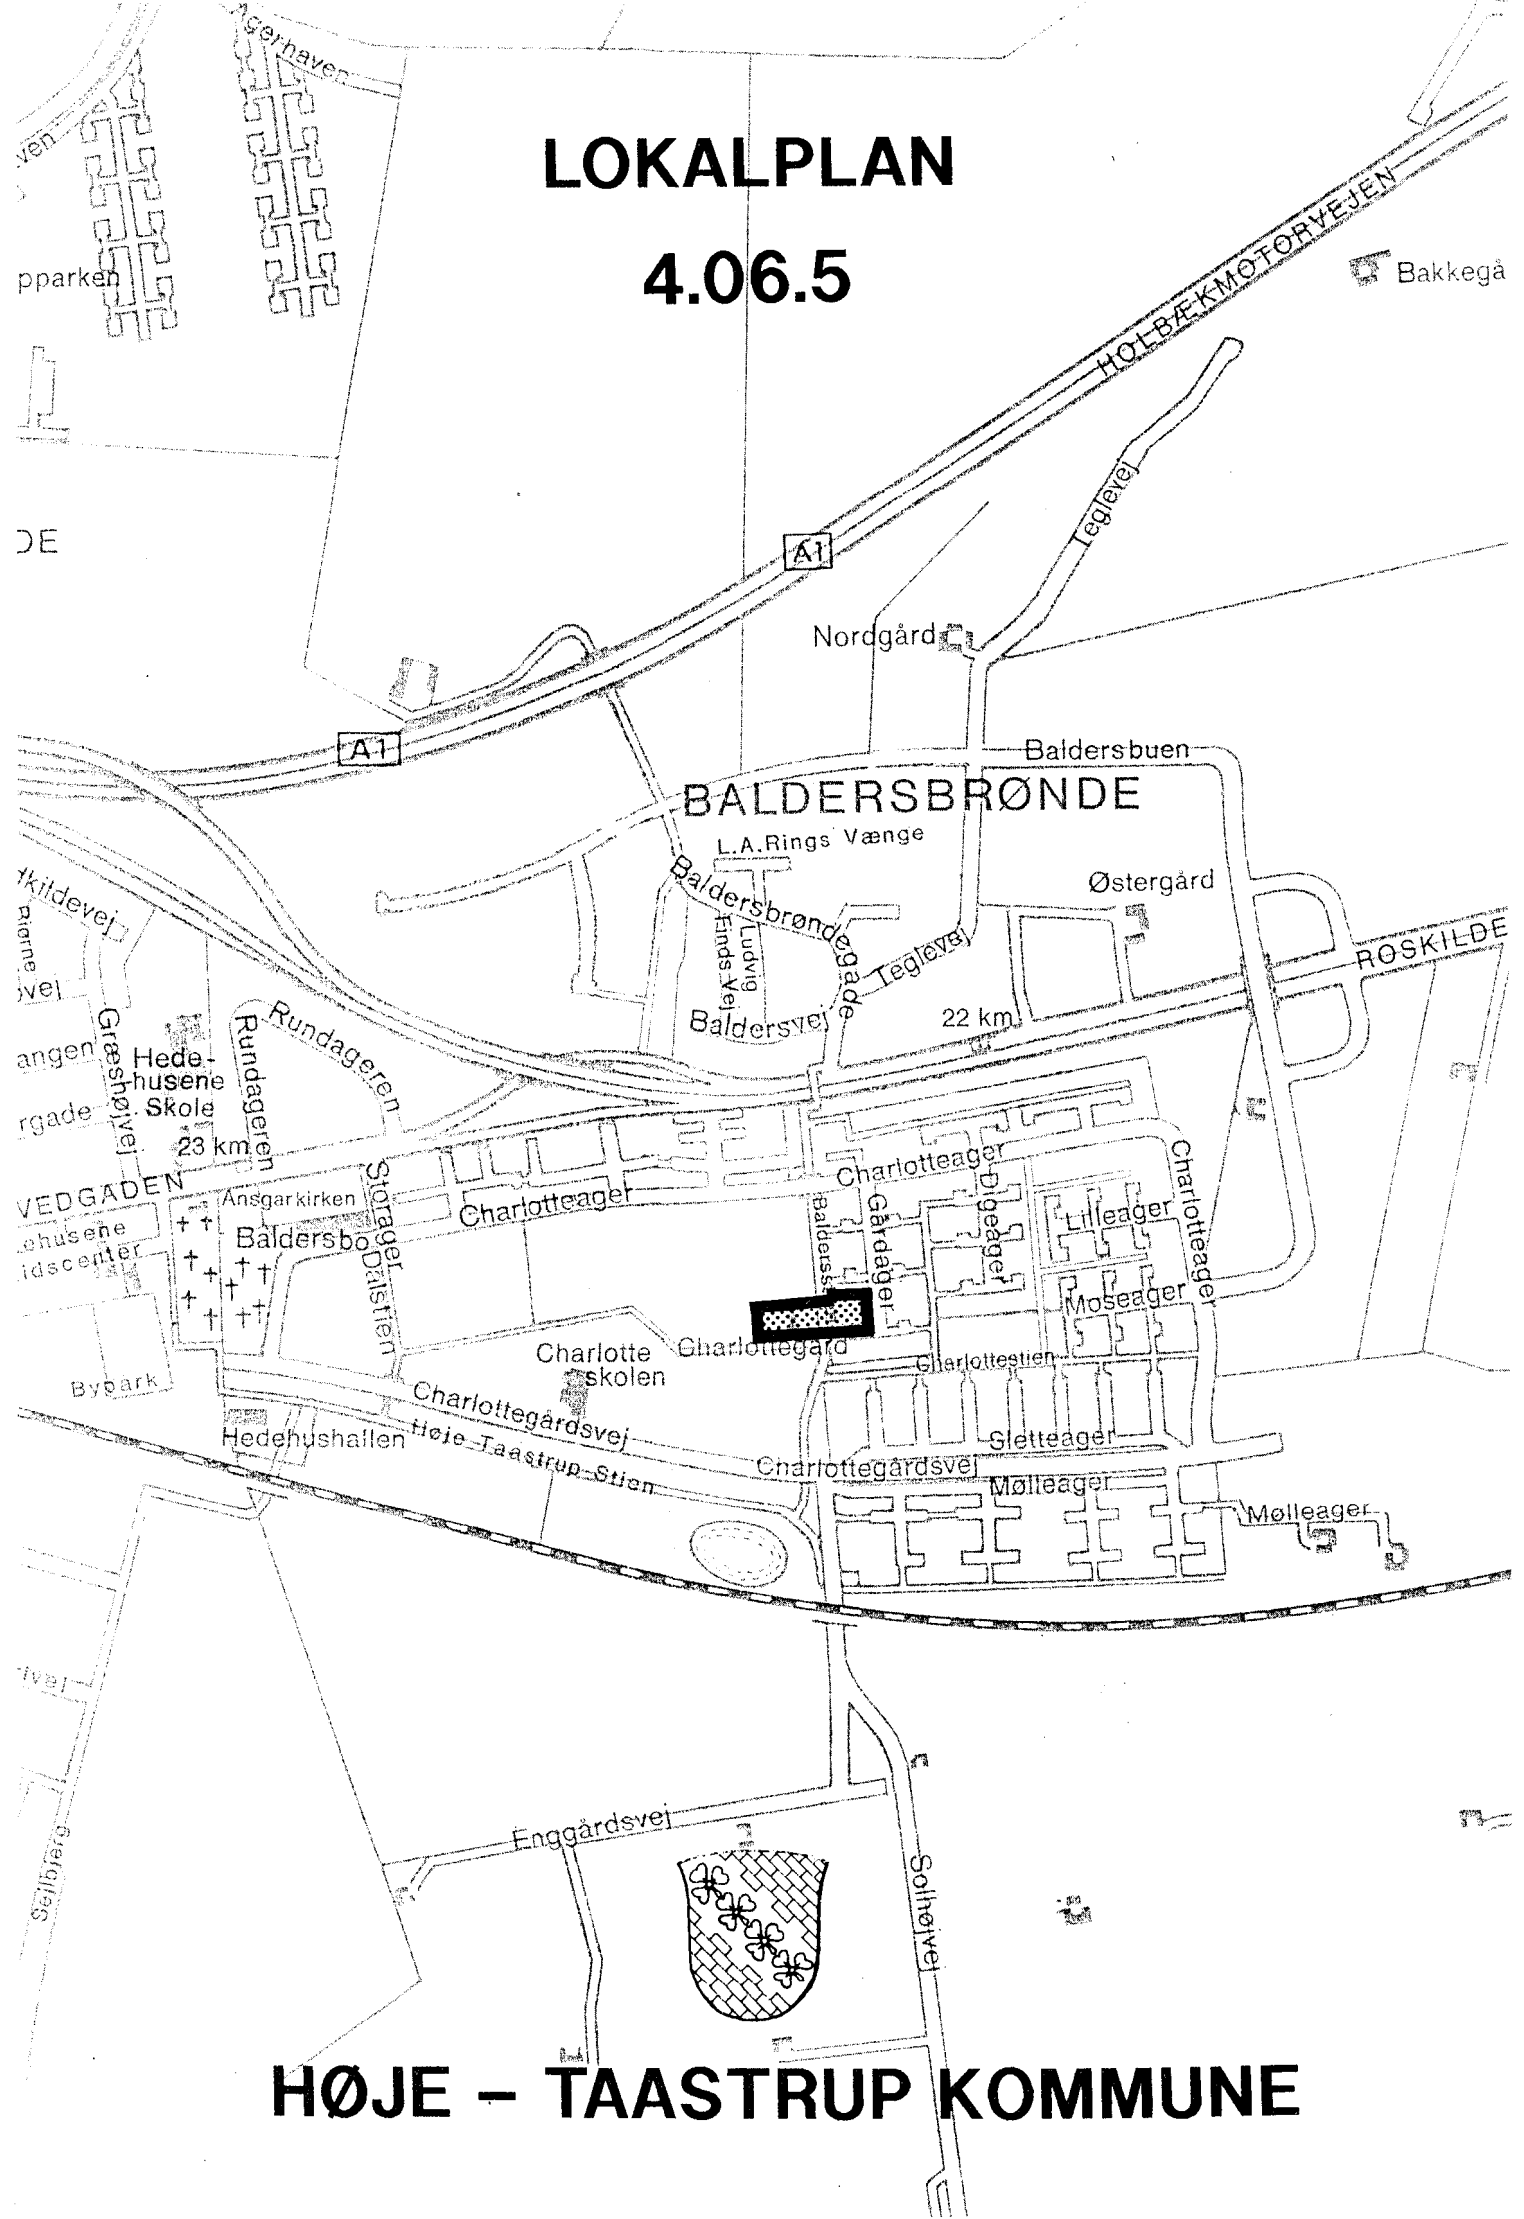 Agerhaven
LOKALPLAN
4.06.5
HOLBÆKMOTORVEJEN
Bakkegå
pparken
Teglevej
DE
A1
Nordgård
A1
Baldersbuen
BALDERSBRØNDE
L.A.Rings Vænge
Baldersbrøndegade
Østergård
Ludvig
Finds Vej
Teglevej
ROSKILDE
Baldersvej
22 km
Græshøjvej
Hede-
husene
Skole
Rundageren
Rundageren
rgade
23 km
VEDGADEN
Ansgarkirken
Baldersbo
Storager
Dalstien
Charlotteager
Charlotteager
Charlotteager
Gårdager
Digeager
Lilleager
Moseager
Charlotte
skolen
Charlottegård
Charlottestien
Bypark
Charlottegårdsvej
Høje Taastrup Stien
Hedehushallen
Sletteager
Charlottegårdsvej
Mølleager
Mølleager
Enggårdsvej
Solhøjvej
HØJE – TAASTRUP KOMMUNE